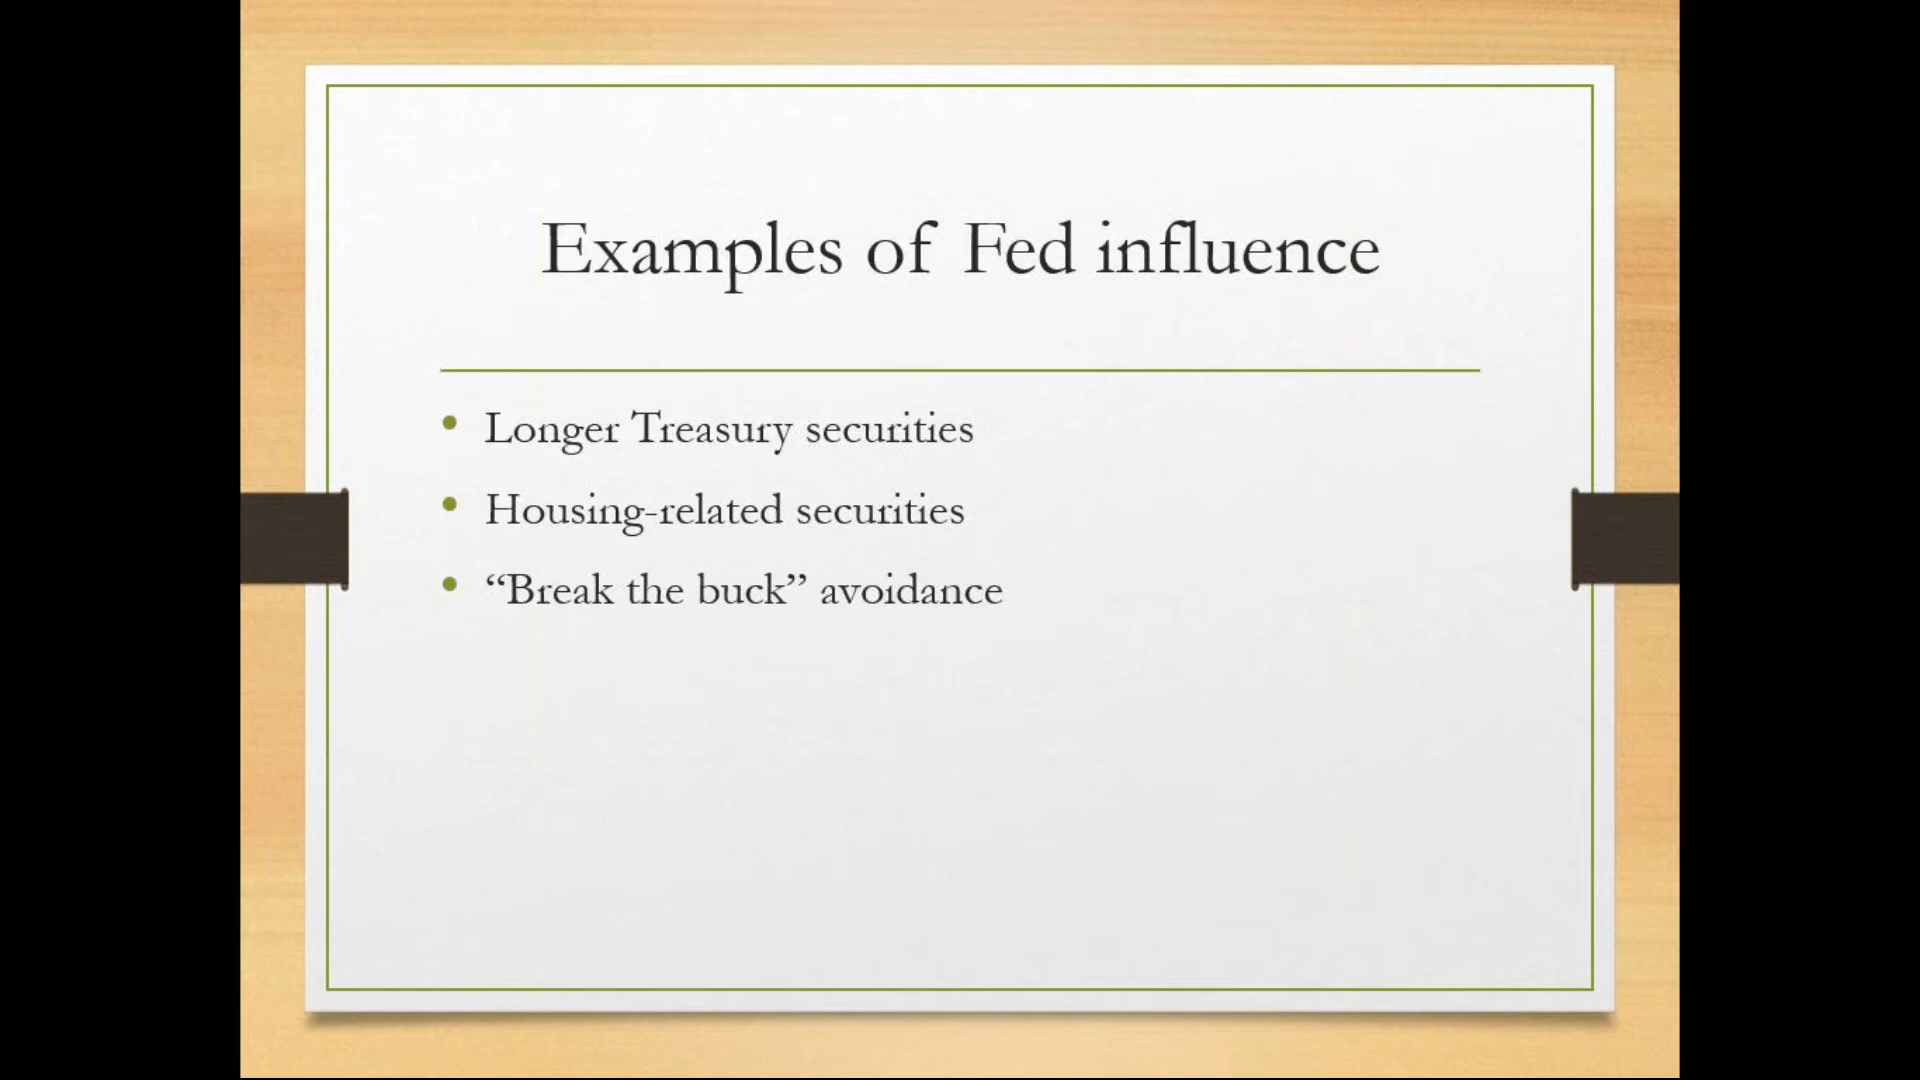 Examples of Fed influence
• Longer Treasury securities
• Housing-related securities
• “Break the buck” avoidance